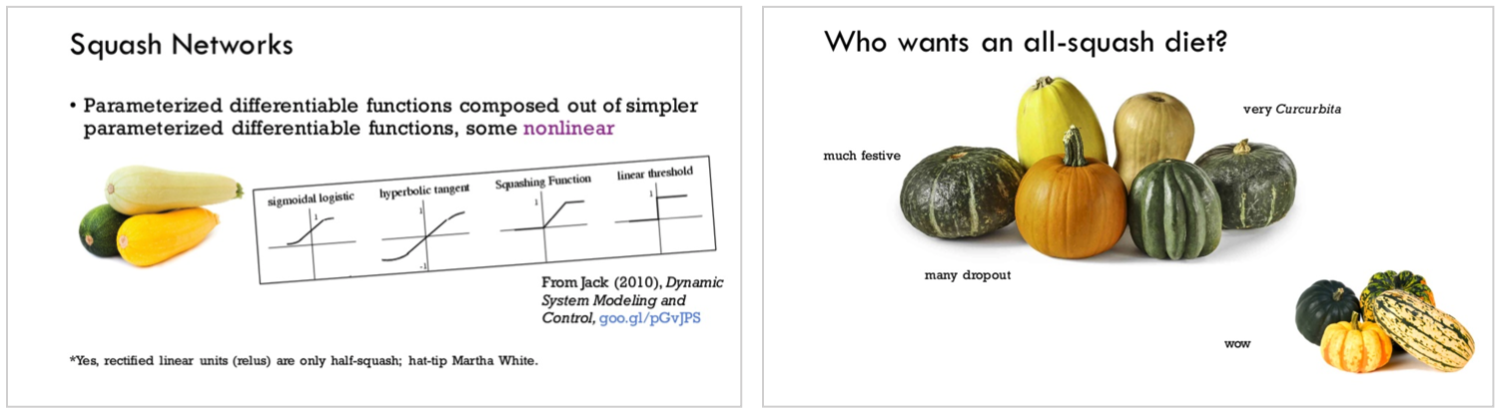 Squash Networks
• Parameterized differentiable functions composed out of simpler
parameterized differentiable functions, some nonlinear
sigmoidal logistic
hyperbolic tangent
Squashing Function
linear threshold
1
1
1
1
-1
From Jack (2010), Dynamic
System Modeling and
Control, goo.gl/pGvJPS
*Yes, rectified linear units (relus) are only half-squash; hat-tip Martha White.
Who wants an all-squash diet?
very Curcurbita
much festive
many dropout
wow